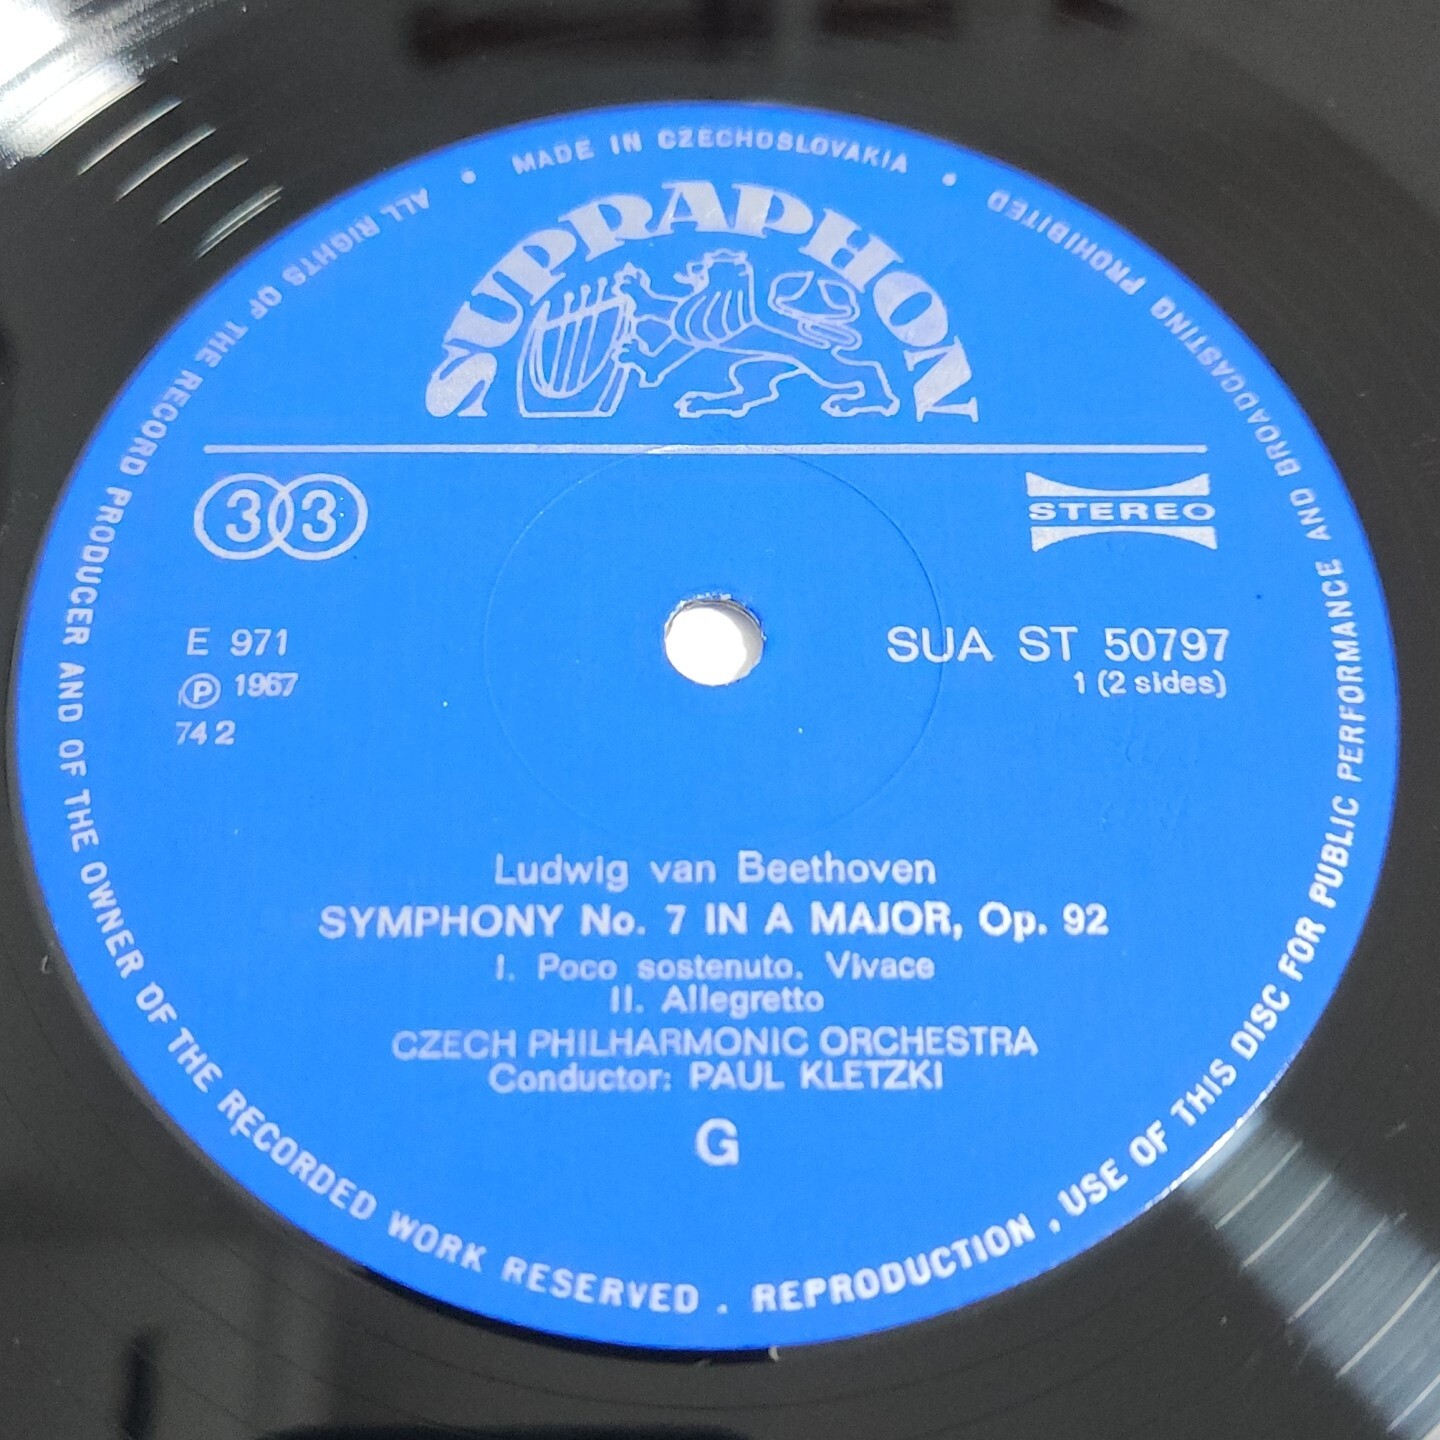 MADE IN CZECHOSLOVAKIA
ALL RIGHTS OF THE RECORD PRODUCER AND OF THE OWNER OF THE RECORDED WORK RESERVED . REPRODUCTION , USE OF THIS DISC FOR PUBLIC PERFORMANCE AND BROADCASTING PROHIBITED
SUPRAPHON
33
STEREO
E 971
SUA ST 50797
℗ 1967
1 (2 sides)
74 2
Ludwig van Beethoven
SYMPHONY No. 7 IN A MAJOR, Op. 92
I. Poco sostenuto. Vivace
II. Allegretto
CZECH PHILHARMONIC ORCHESTRA
Conductor: PAUL KLETZKI
G